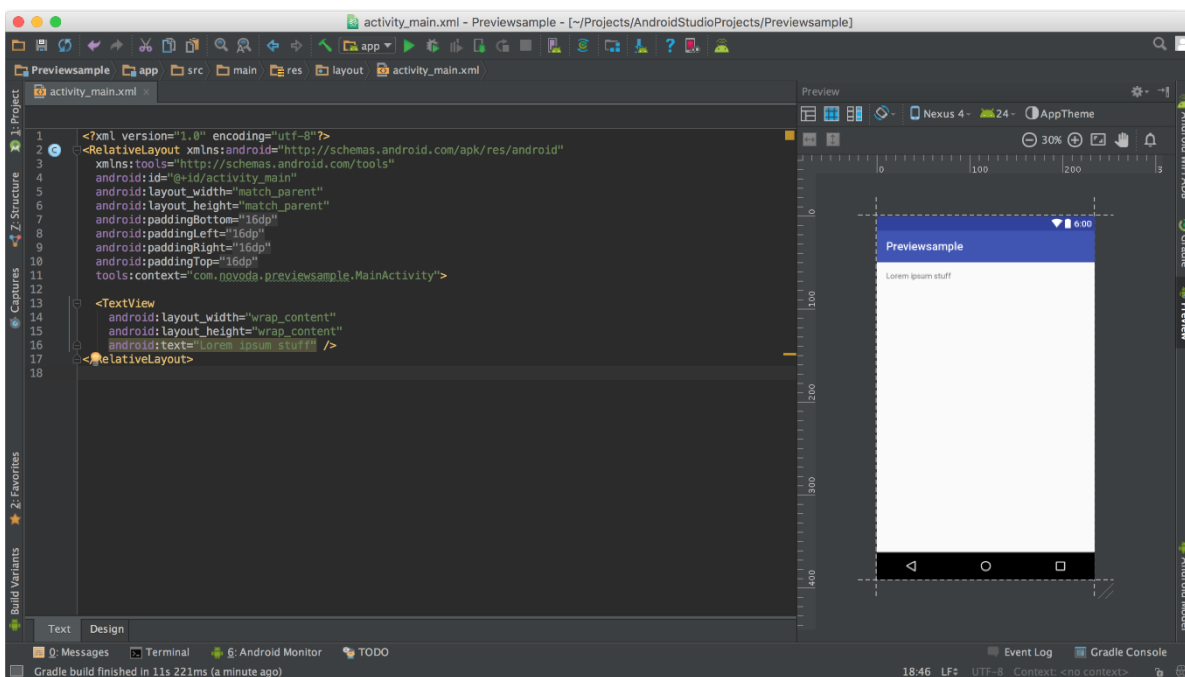 activity_main.xml - Previewsample - [~/Projects/AndroidStudioProjects/Previewsample]
app
Previewsample app src main res layout activity_main.xml
activity_main.xml
1 <?xml version="1.0" encoding="utf-8"?>
2 <RelativeLayout xmlns:android="http://schemas.android.com/apk/res/android"
3 xmlns:tools="http://schemas.android.com/tools"
4 android:id="@+id/activity_main"
5 android:layout_width="match_parent"
6 android:layout_height="match_parent"
7 android:paddingBottom="16dp"
8 android:paddingLeft="16dp"
9 android:paddingRight="16dp"
10 android:paddingTop="16dp"
11 tools:context="com.novoda.previewsample.MainActivity">
12
13 <TextView
14 android:layout_width="wrap_content"
15 android:layout_height="wrap_content"
16 android:text="Lorem ipsum stuff" />
17 </RelativeLayout>
18
1: Project
Z: Structure
Captures
2: Favorites
Build Variants
Preview
Nexus 4 24 AppTheme
30%
0 100 200 3
0
100
200
300
400
6:00
Previewsample
Lorem ipsum stuff
Gradle
Preview
Android Model
Text Design
0: Messages Terminal 6: Android Monitor TODO Event Log Gradle Console
Gradle build finished in 11s 221ms (a minute ago) 18:46 LF UTF-8 Context: <no context>